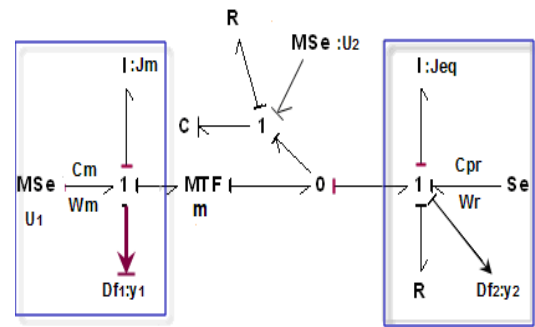 R
MSe :U2
I :Jm
I :Jeq
C
1
Cm
Cpr
MSe
1
MTF
0
1
Se
Wm
m
Wr
U1
Df1:y1
R
Df2:y2